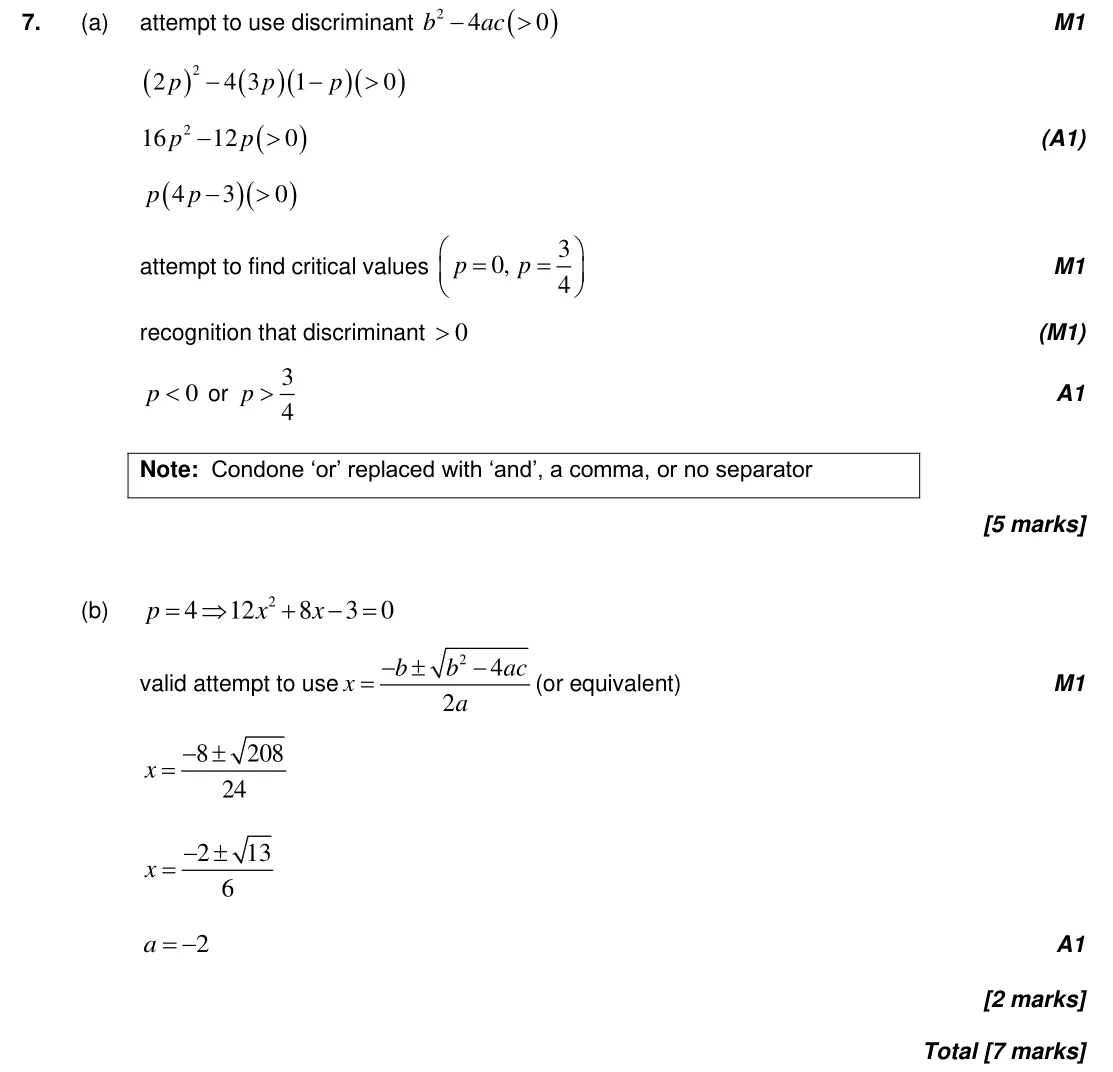 7. (a) attempt to use discriminant b² − 4ac(> 0) M1
(2p)² − 4(3p)(1 − p)(> 0)
16p² − 12p(> 0) (A1)
p(4p − 3)(> 0)
attempt to find critical values (p = 0, p = 3/4) M1
recognition that discriminant > 0 (M1)
p < 0 or p > 3/4 A1
Note: Condone ‘or’ replaced with ‘and’, a comma, or no separator
[5 marks]
(b) p = 4 ⇒ 12x² + 8x − 3 = 0
valid attempt to use x = (−b ± √(b² − 4ac))/(2a) (or equivalent) M1
x = (−8 ± √208)/24
x = (−2 ± √13)/6
a = −2 A1
[2 marks]
Total [7 marks]